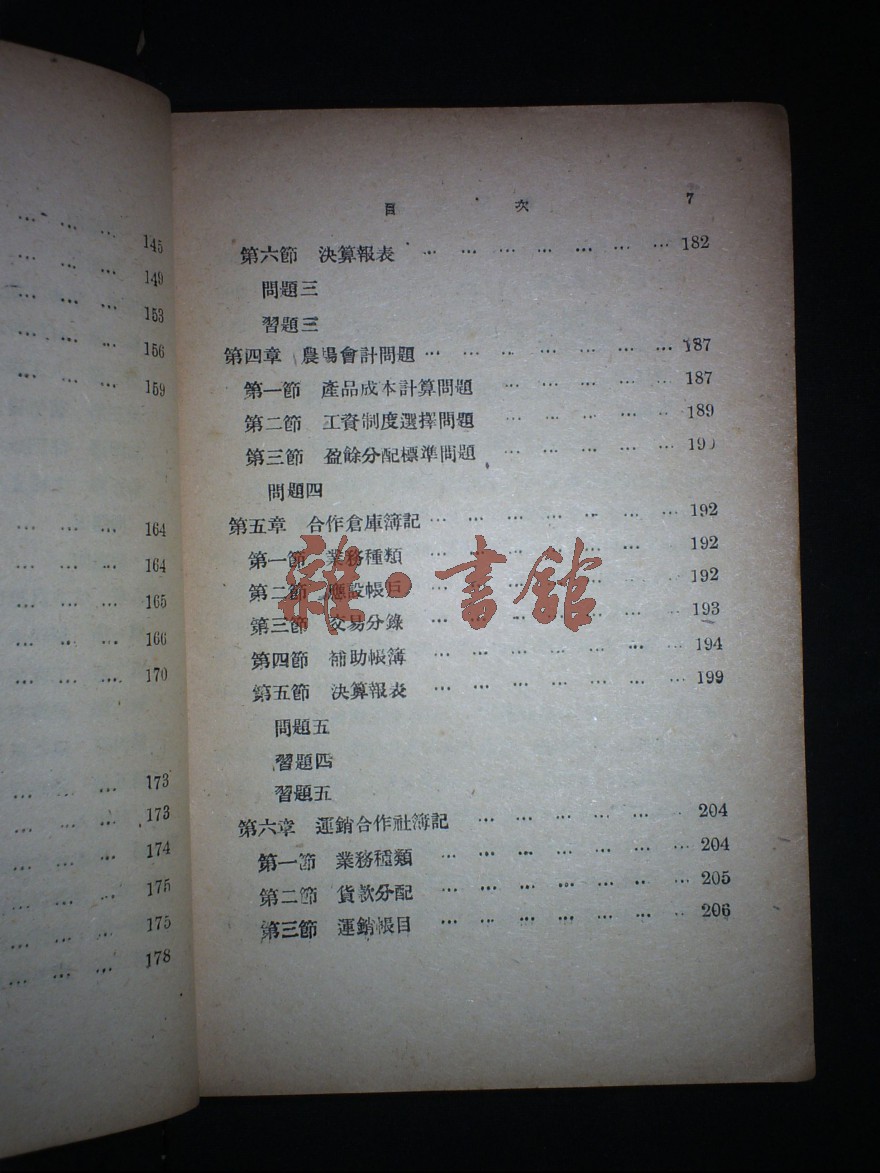 145
149
153
156
159
164
164
165
166
170
173
173
174
175
175
178
目 次 7
第六節 決算報表 … … … … … … … 182
問題三
習題三
第四章 農場會計問題 … … … … … … … 187
第一節 產品成本計算問題 … … … … … 187
第二節 工資制度選擇問題 … … … … … 189
第三節 盈餘分配標準問題 … … … … …
問題四
第五章 合作倉庫簿記 … … … … … … … 192
第一節 業務種類 … … … … … … 192
第二節 應設帳戶 … … … … … … 192
第三節 交易分錄 … … … … … … … 193
第四節 補助帳簿 … … … … … … … 194
第五節 決算報表 … … … … … … … 199
問題五
習題四
習題五
第六章 運銷合作社簿記 … … … … … … 204
第一節 業務種類 … … … … … … … 204
第二節 貨款分配 … … … … … … … 205
第三節 運銷帳目 … … … … … … … 206
雜·書館